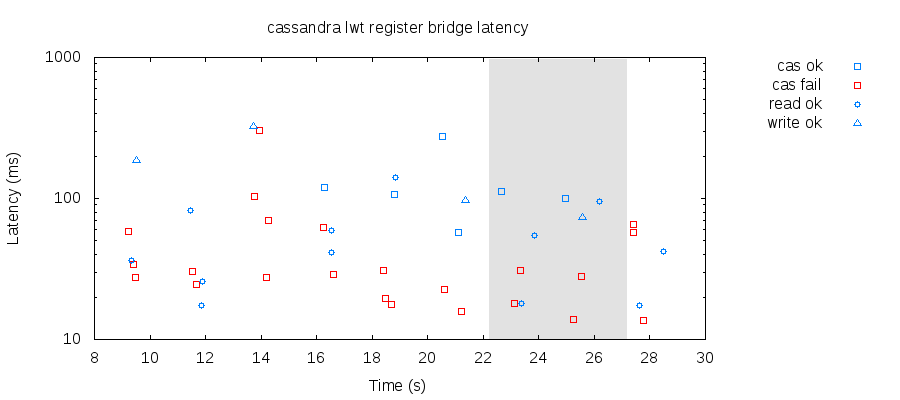 cassandra lwt register bridge latency
1000
100
10
Latency (ms)
8 10 12 14 16 18 20 22 24 26 28 30
Time (s)
cas ok
cas fail
read ok
write ok